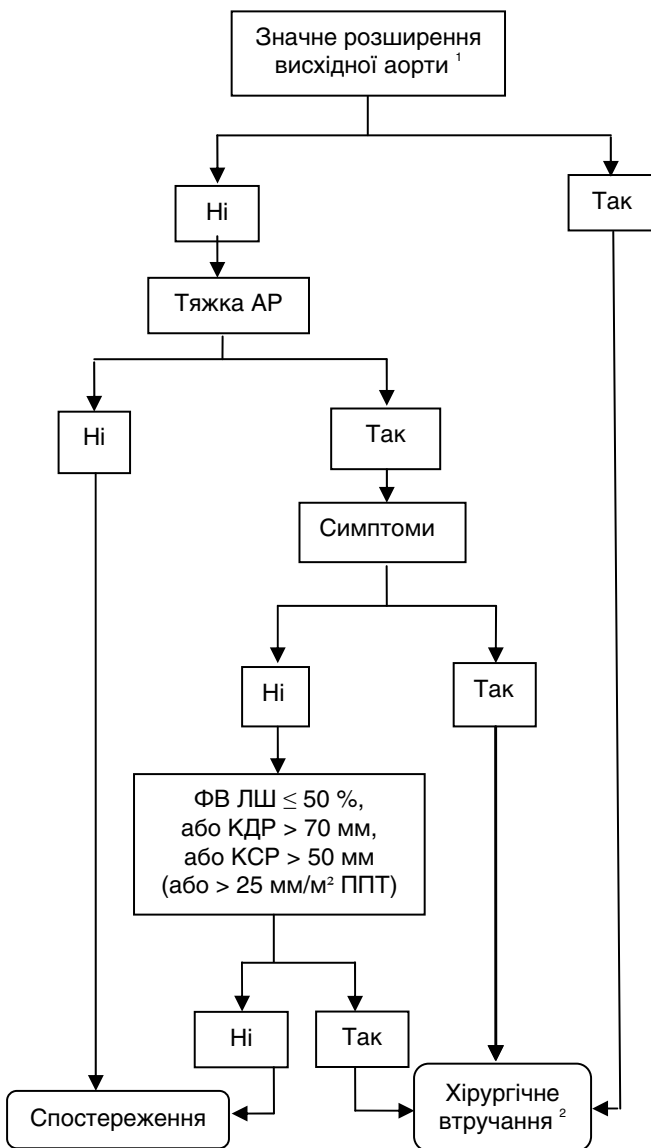 Значне розширення
висхідної аорти ¹
Ні
Так
Тяжка АР
Ні
Так
Симптоми
Ні
Так
ФВ ЛШ ≤ 50 %,
або КДР > 70 мм,
або КСР > 50 мм
(або > 25 мм/м² ППТ)
Ні
Так
Спостереження
Хірургічне
втручання ²